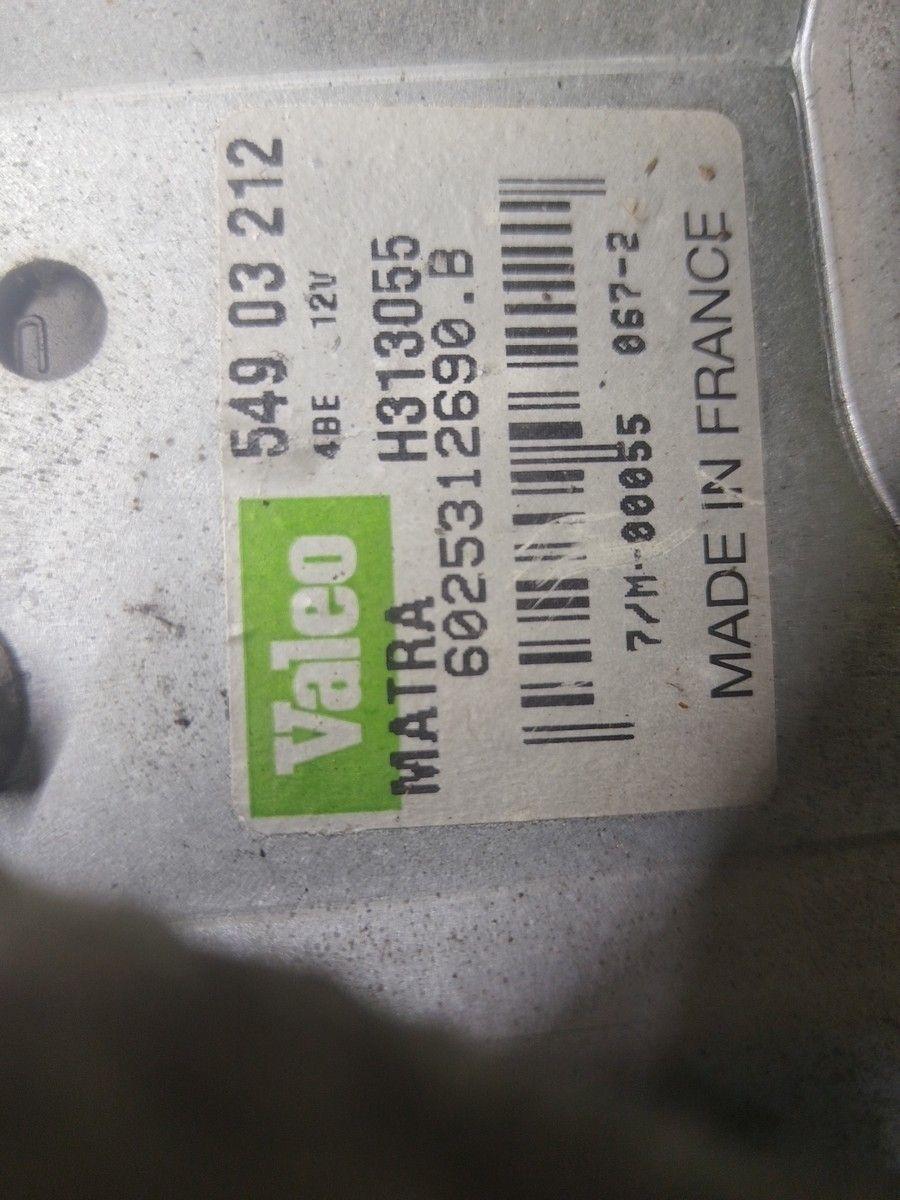 549 03 212
4BE 12V
Valeo
MATRA H313055
6025312690.B
7/M-00055 067-2
MADE IN FRANCE